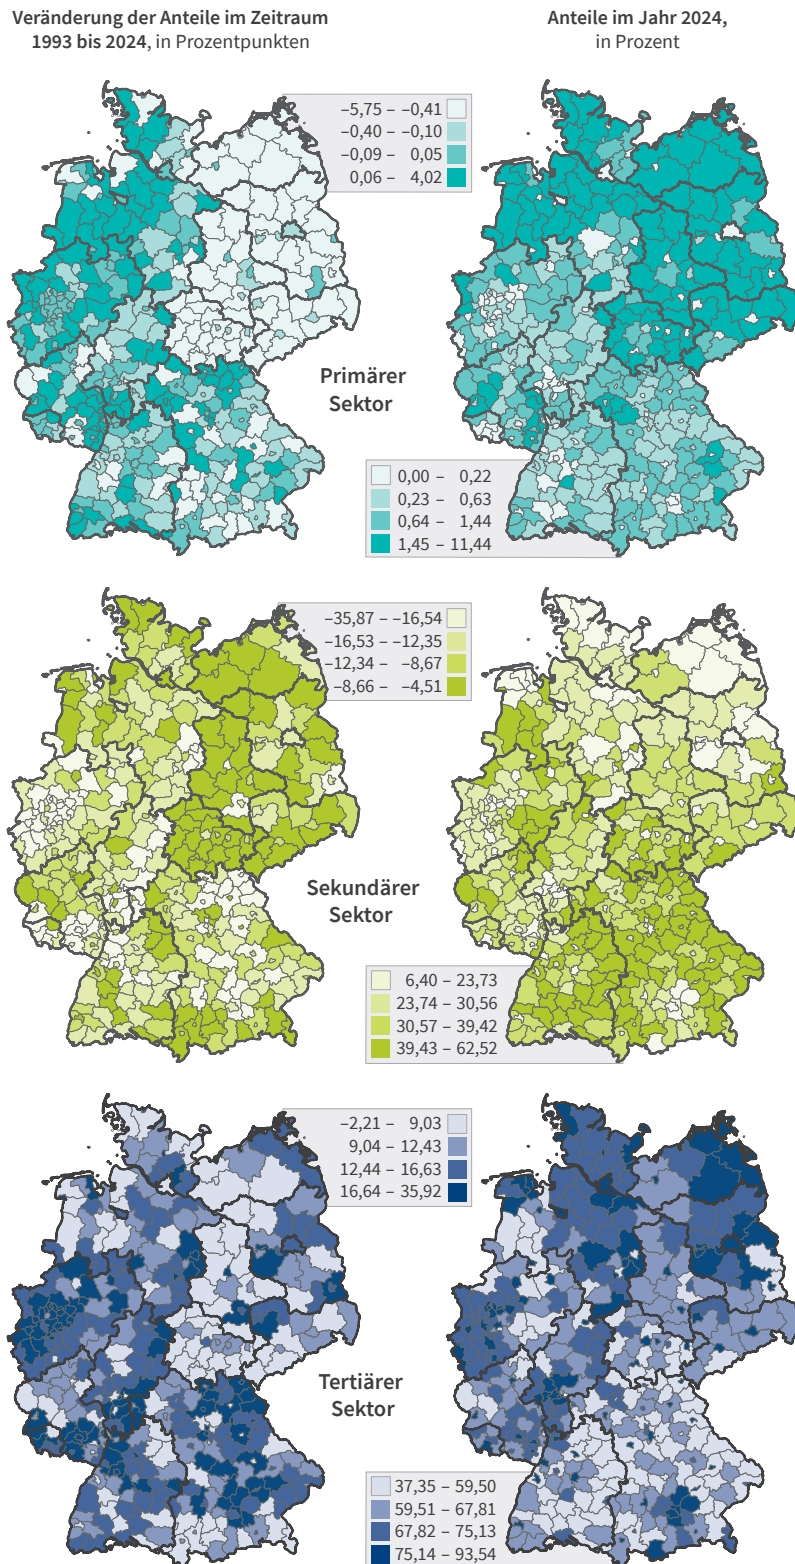 Veränderung der Anteile im Zeitraum
1993 bis 2024, in Prozentpunkten
Anteile im Jahr 2024,
in Prozent
−5,75 – −0,41
−0,40 – −0,10
−0,09 – 0,05
0,06 – 4,02
Primärer
Sektor
0,00 – 0,22
0,23 – 0,63
0,64 – 1,44
1,45 – 11,44
−35,87 – −16,54
−16,53 – −12,35
−12,34 – −8,67
−8,66 – −4,51
Sekundärer
Sektor
6,40 – 23,73
23,74 – 30,56
30,57 – 39,42
39,43 – 62,52
−2,21 – 9,03
9,04 – 12,43
12,44 – 16,63
16,64 – 35,92
Tertiärer
Sektor
37,35 – 59,50
59,51 – 67,81
67,82 – 75,13
75,14 – 93,54